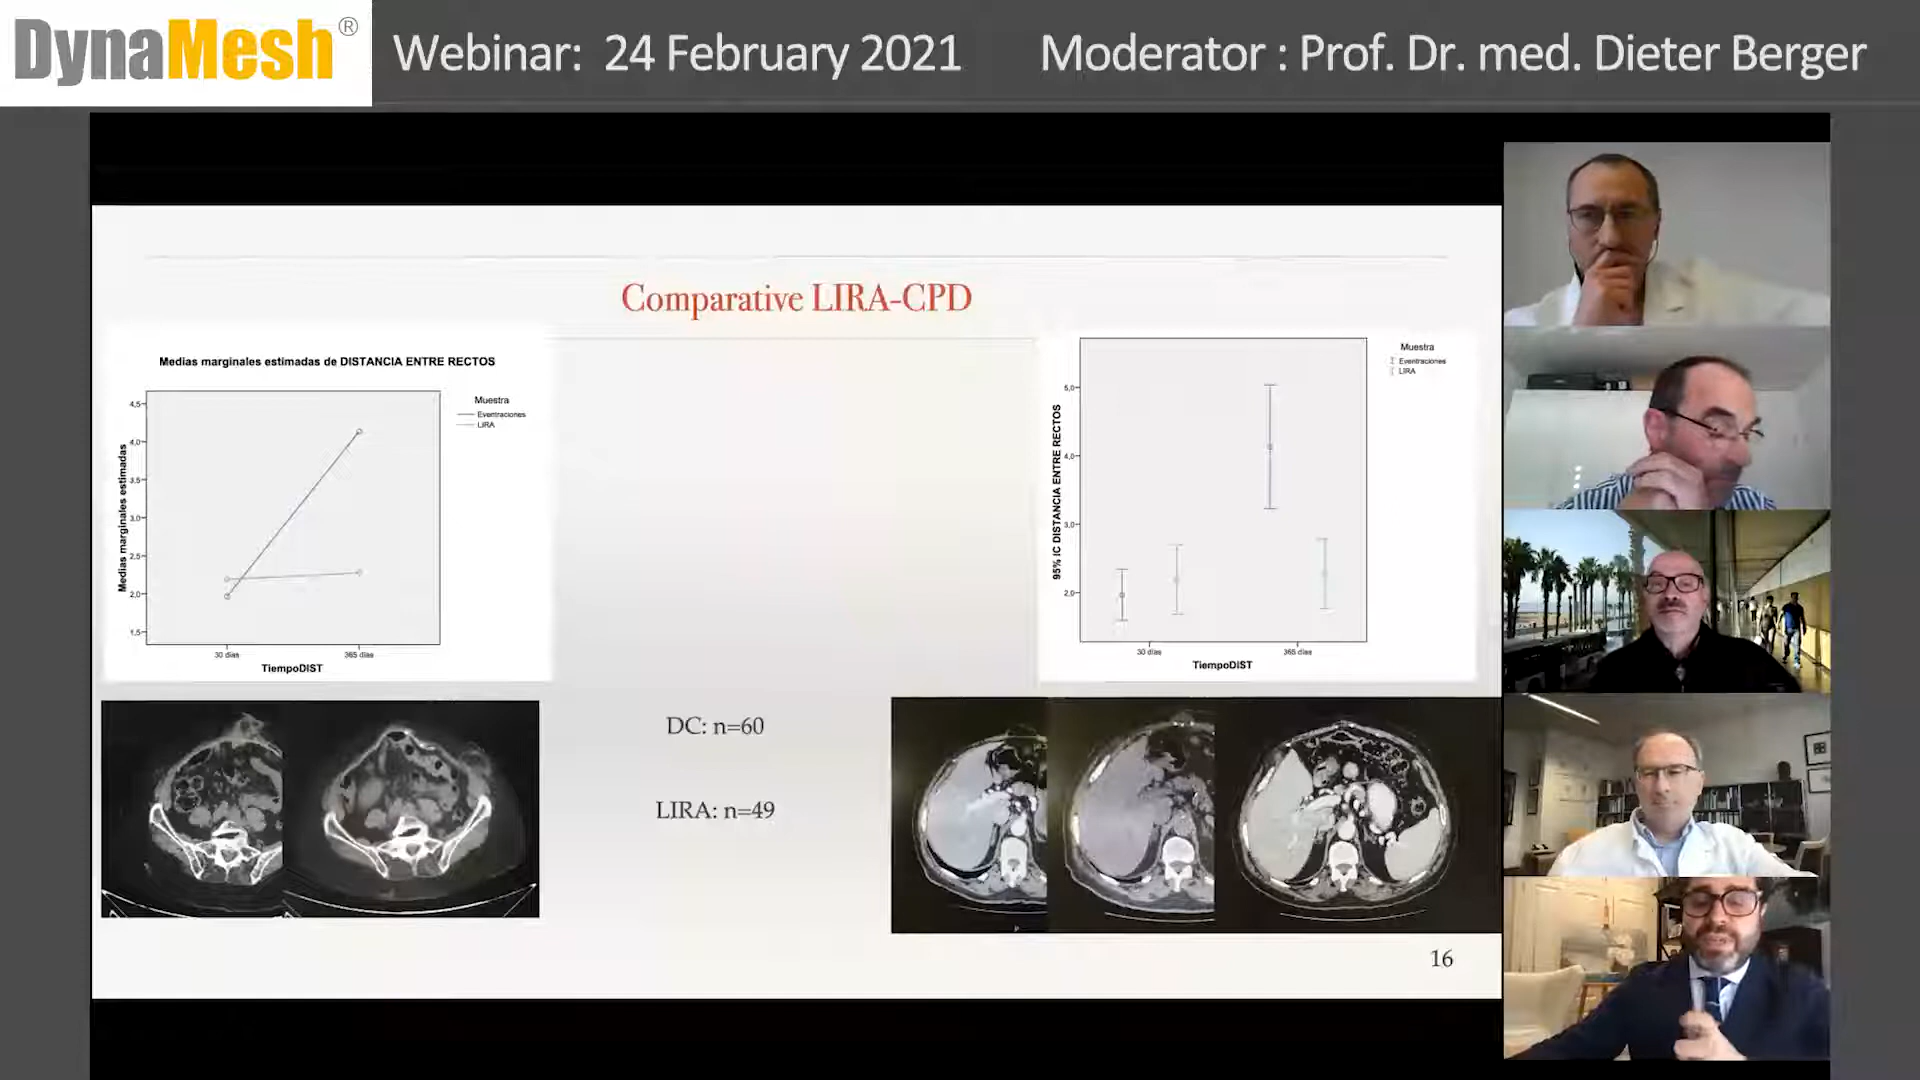 DynaMesh®
Webinar: 24 February 2021
Moderator : Prof. Dr. med. Dieter Berger
Comparative LIRA-CPD
Medias marginales estimadas de DISTANCIA ENTRE RECTOS
Medias marginales estimadas
4,5
4,0
3,5
3,0
2,5
2,0
1,5
30 días
365 días
TiempoDIST
Muestra
Eventraciones
LIRA
95% IC DISTANCIA ENTRE RECTOS
5,0
4,0
3,0
2,0
30 días
365 días
TiempoDIST
Muestra
Eventraciones
LIRA
DC: n=60
LIRA: n=49
16